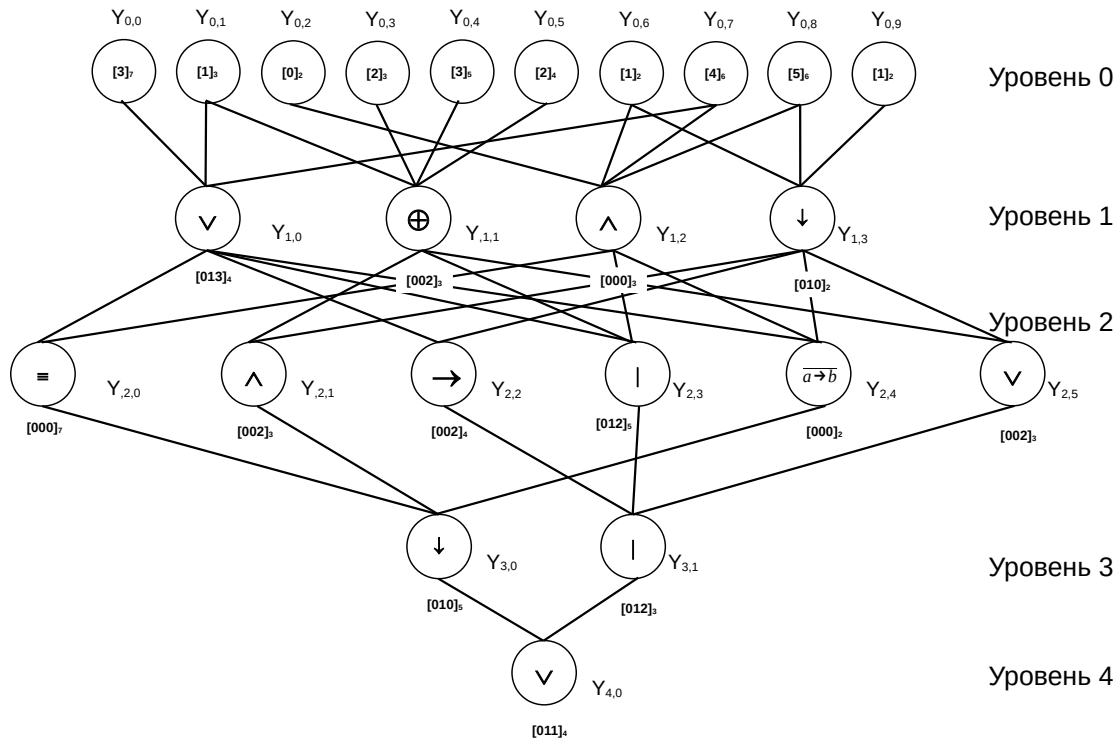 Y0,0 Y0,1 Y0,2 Y0,3 Y0,4 Y0,5 Y0,6 Y0,7 Y0,8 Y0,9
[3]7 [1]3 [0]2 [2]3 [3]5 [2]4 [1]2 [4]6 [5]6 [1]2 Уровень 0
∨ ⊕ ∧ ↓ Уровень 1
Y1,0 Y,1,1 Y1,2 Y1,3
[013]4 [002]3 [000]3 [010]2
Уровень 2
≡ Y,2,0 ∧ Y,2,1 → Y2,2 | Y2,3 a→b Y2,4 ∨ Y2,5
[000]7 [002]3 [002]4 [012]5 [000]2 [002]3
↓ Y3,0 | Y3,1 Уровень 3
[010]5 [012]3
∨ Y4,0 Уровень 4
[011]4